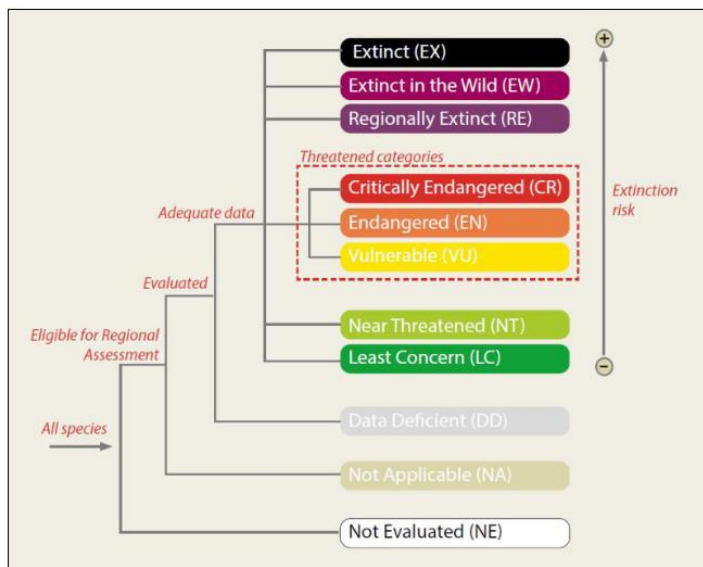 Extinct (EX)
Extinct in the Wild (EW)
Regionally Extinct (RE)
Threatened categories
Critically Endangered (CR)
Adequate data
Endangered (EN)
Extinction
risk
Vulnerable (VU)
Evaluated
Near Threatened (NT)
Eligible for Regional
Assessment
Least Concern (LC)
Data Deficient (DD)
All species
Not Applicable (NA)
Not Evaluated (NE)
+
−